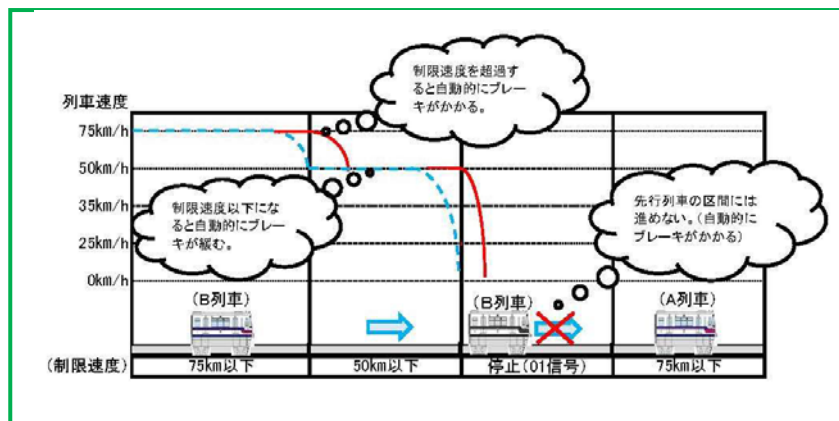 制限速度を超過す
ると自動的にブレー
キがかかる。
列車速度
75km/h
50km/h
35km/h
25km/h
0km/h
制限速度以下にな
ると自動的にブレー
キが緩む。
先行列車の区間には
進めない。(自動的に
ブレーキがかかる)
(B列車)
(B列車)
(A列車)
(制限速度)
75km以下
50km以下
停止(01信号)
75km以下